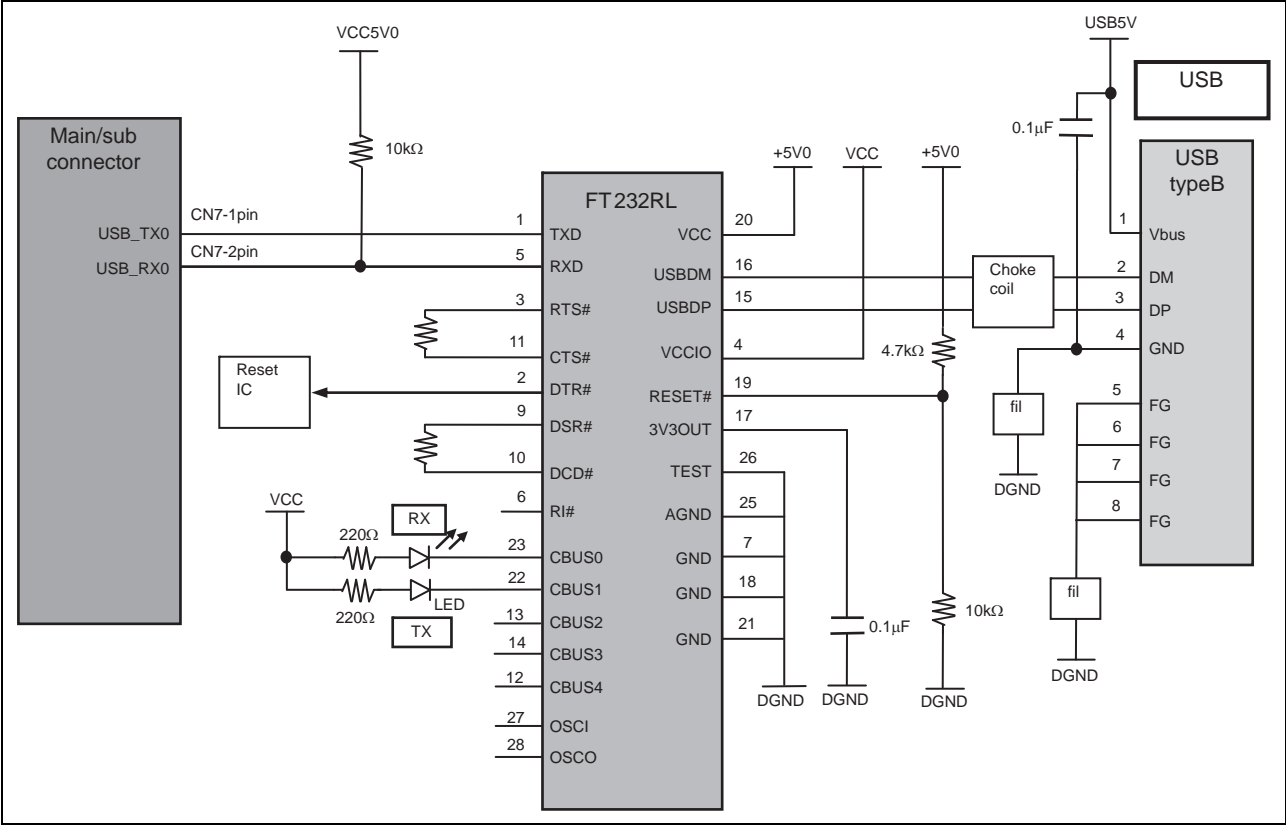 VCC5V0
10kΩ
Main/sub
connector
USB_TX0
USB_RX0
CN7-1pin
CN7-2pin
Reset
IC
VCC
220Ω
RX
220Ω
LED
TX
FT232RL
1
TXD
5
RXD
3
RTS#
11
CTS#
2
DTR#
9
DSR#
10
DCD#
6
RI#
23
CBUS0
22
CBUS1
13
CBUS2
14
CBUS3
12
CBUS4
27
OSCI
28
OSCO
20
VCC
16
USBDM
15
USBDP
4
VCCIO
19
RESET#
17
3V3OUT
26
TEST
25
AGND
7
GND
18
GND
21
GND
+5V0
VCC
+5V0
4.7kΩ
10kΩ
0.1µF
DGND
DGND
DGND
Choke
coil
USB5V
0.1µF
USB
USB
typeB
1
Vbus
2
DM
3
DP
4
GND
5
FG
6
FG
7
FG
8
FG
fil
DGND
fil
DGND